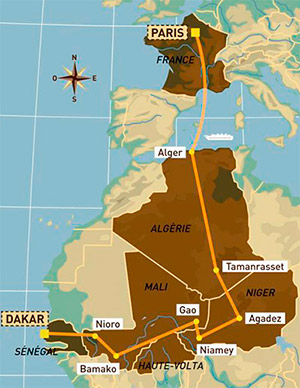 PARIS
FRANCE
N
O
E
S
Alger
ALGÉRIE
Tamanrasset
MALI
NIGER
Gao
Agadez
DAKAR
Nioro
SÉNÉGAL
Niamey
Bamako
HAUTE-VOLTA